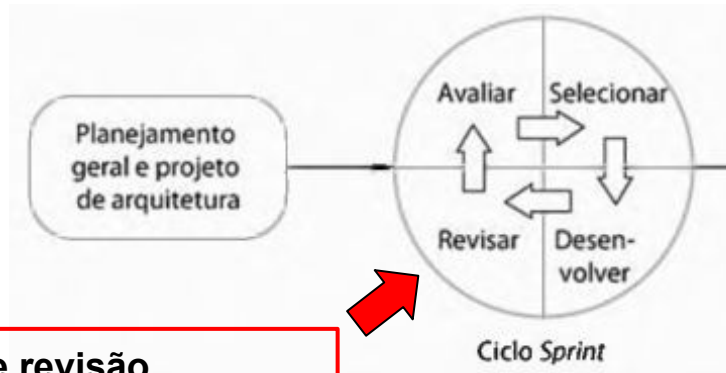 Planejamento
geral e projeto
de arquitetura
Avaliar
Selecionar
Revisar
Desen-
volver
Ciclo Sprint
e revisão